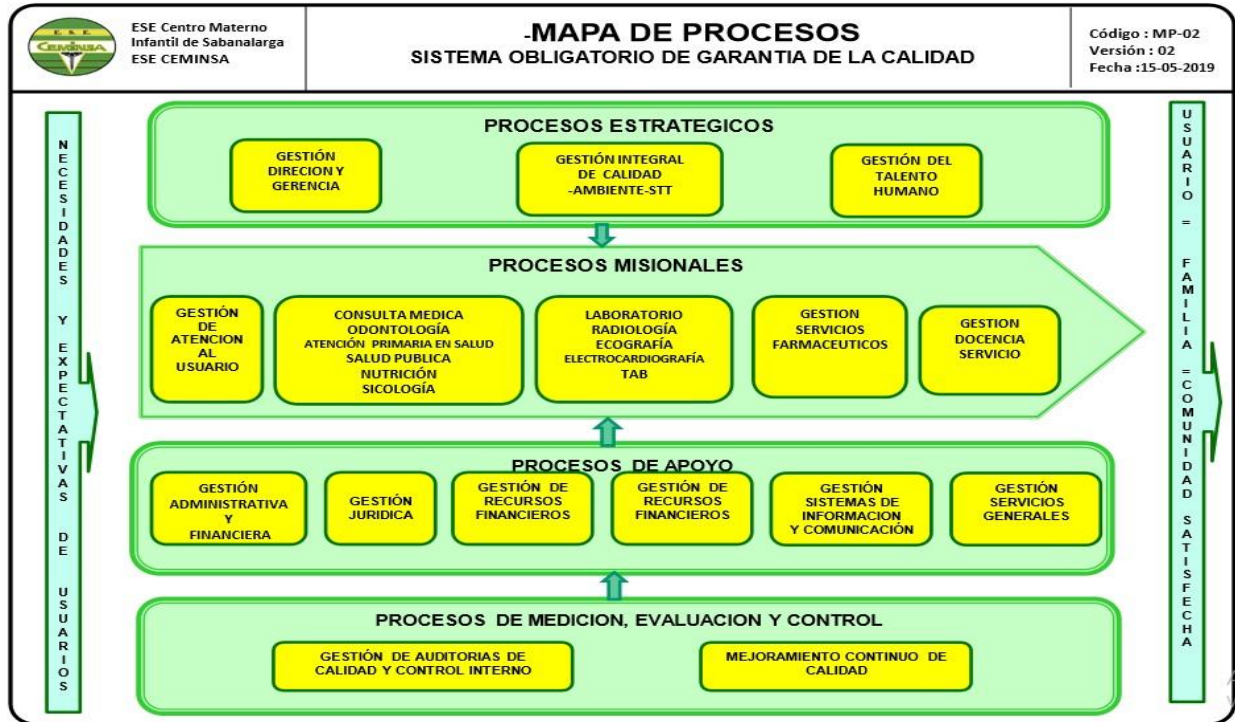 E S E
CEMINSA
ESE Centro Materno
Infantil de Sabanalarga
ESE CEMINSA
-MAPA DE PROCESOS
SISTEMA OBLIGATORIO DE GARANTIA DE LA CALIDAD
Código : MP-02
Versión : 02
Fecha :15-05-2019
NECESIDADES Y EXPECTATIVAS DE USUARIOS
PROCESOS ESTRATEGICOS
GESTIÓN
DIRECION Y
GERENCIA
GESTIÓN INTEGRAL
DE CALIDAD
-AMBIENTE-STT
GESTIÓN DEL
TALENTO
HUMANO
PROCESOS MISIONALES
GESTIÓN
DE
ATENCION
AL
USUARIO
CONSULTA MEDICA
ODONTOLOGÍA
ATENCIÓN PRIMARIA EN SALUD
SALUD PUBLICA
NUTRICIÓN
SICOLOGÍA
LABORATORIO
RADIOLOGÍA
ECOGRAFÍA
ELECTROCARDIOGRAFÍA
TAB
GESTION
SERVICIOS
FARMACEUTICOS
GESTION
DOCENCIA
SERVICIO
PROCESOS DE APOYO
GESTIÓN
ADMINISTRATIVA
Y
FINANCIERA
GESTIÓN
JURIDICA
GESTIÓN DE
RECURSOS
FINANCIEROS
GESTIÓN DE
RECURSOS
FINANCIEROS
GESTIÓN
SISTEMAS DE
INFORMACION
Y COMUNICACIÓN
GESTIÓN
SERVICIOS
GENERALES
PROCESOS DE MEDICION, EVALUACION Y CONTROL
GESTIÓN DE AUDITORIAS DE
CALIDAD Y CONTROL INTERNO
MEJORAMIENTO CONTINUO DE
CALIDAD
USUARIO = FAMILIA =COMUNIDAD SATISFECHA